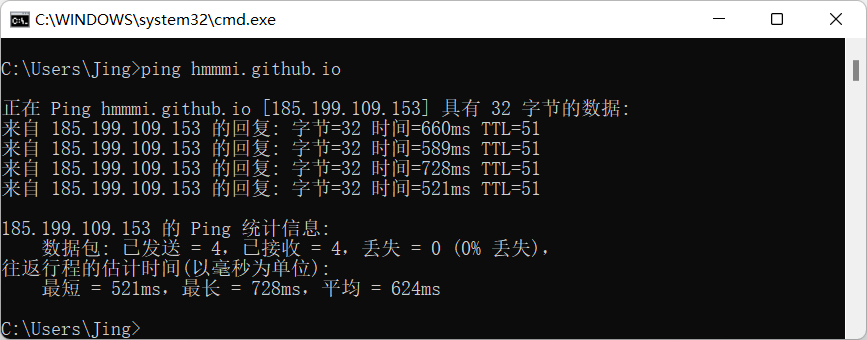 C:\WINDOWS\system32\cmd.exe
C:\Users\Jing>ping hmmmi.github.io
正在 Ping hmmmi.github.io [185.199.109.153] 具有 32 字节的数据:
来自 185.199.109.153 的回复: 字节=32 时间=660ms TTL=51
来自 185.199.109.153 的回复: 字节=32 时间=589ms TTL=51
来自 185.199.109.153 的回复: 字节=32 时间=728ms TTL=51
来自 185.199.109.153 的回复: 字节=32 时间=521ms TTL=51
185.199.109.153 的 Ping 统计信息:
数据包: 已发送 = 4，已接收 = 4，丢失 = 0 (0% 丢失)，
往返行程的估计时间(以毫秒为单位):
最短 = 521ms，最长 = 728ms，平均 = 624ms
C:\Users\Jing>